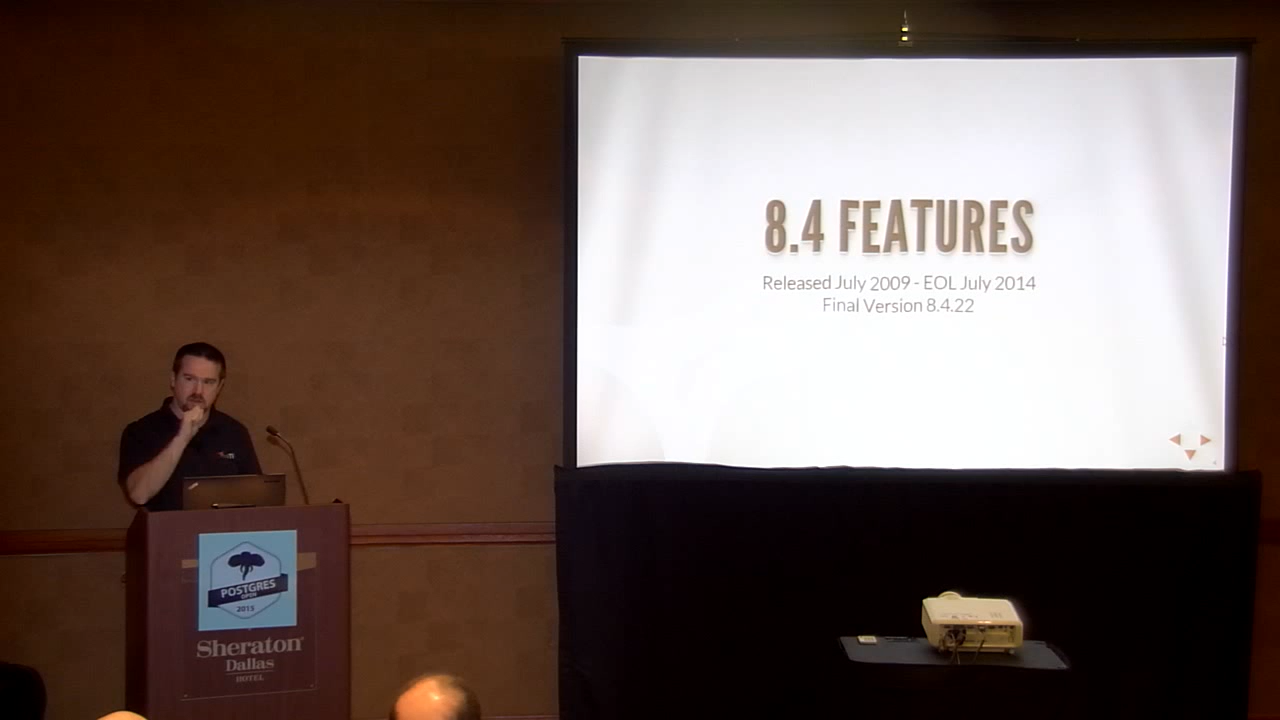 8.4 FEATURES
Released July 2009 - EOL July 2014
Final Version 8.4.22
POSTGRES
OPEN
2015
Sheraton
Dallas
HOTEL